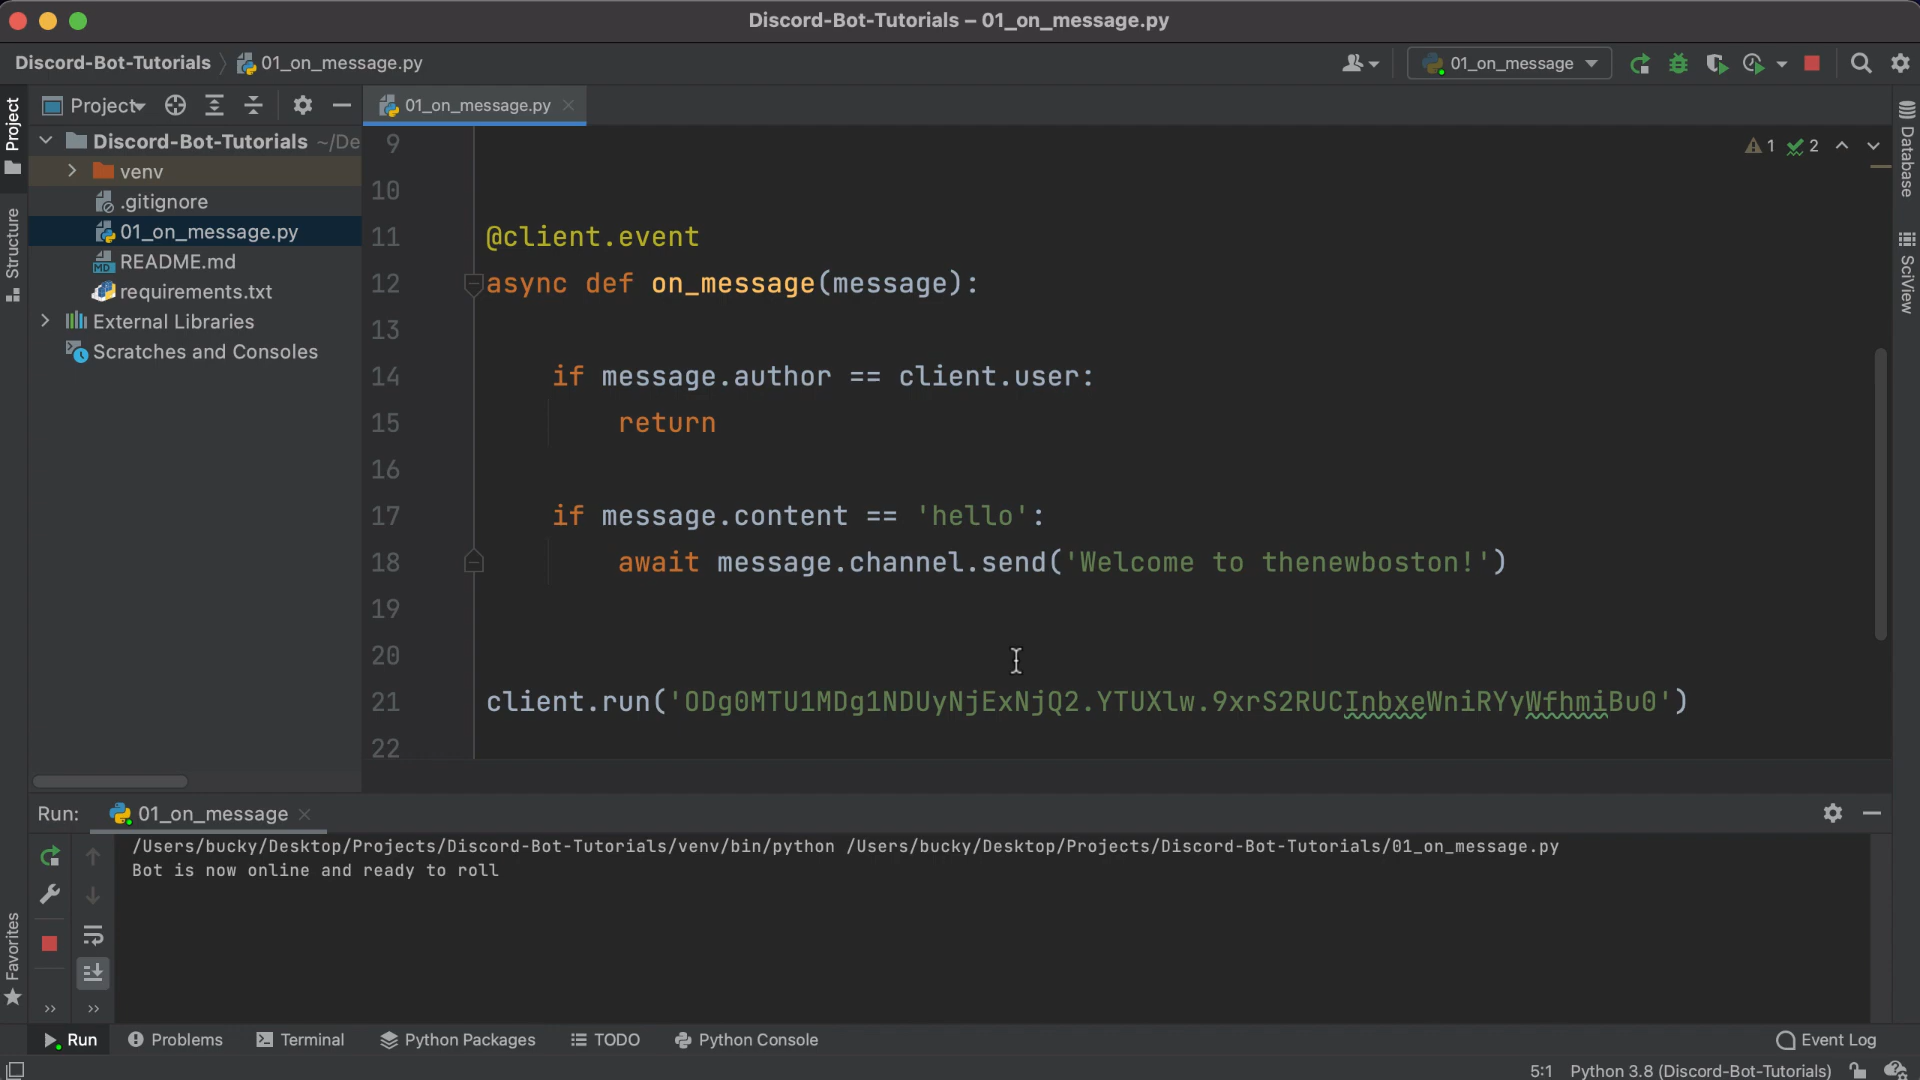 Discord-Bot-Tutorials – 01_on_message.py
Discord-Bot-Tutorials
01_on_message.py
01_on_message
Project
01_on_message.py
Project
Structure
Favorites
Database
SciView
Discord-Bot-Tutorials ~/De
venv
.gitignore
01_on_message.py
README.md
requirements.txt
External Libraries
Scratches and Consoles
1 2
9
10
11 @client.event
12 async def on_message(message):
13
14 if message.author == client.user:
15 return
16
17 if message.content == 'hello':
18 await message.channel.send('Welcome to thenewboston!')
19
20
21 client.run('ODg0MTU1MDg1NDUyNjExNjQ2.YTUXlw.9xrS2RUCInbxeWniRYyWfhmiBu0')
22
Run: 01_on_message
/Users/bucky/Desktop/Projects/Discord-Bot-Tutorials/venv/bin/python /Users/bucky/Desktop/Projects/Discord-Bot-Tutorials/01_on_message.py
Bot is now online and ready to roll
Run Problems Terminal Python Packages TODO Python Console Event Log
5:1 Python 3.8 (Discord-Bot-Tutorials)